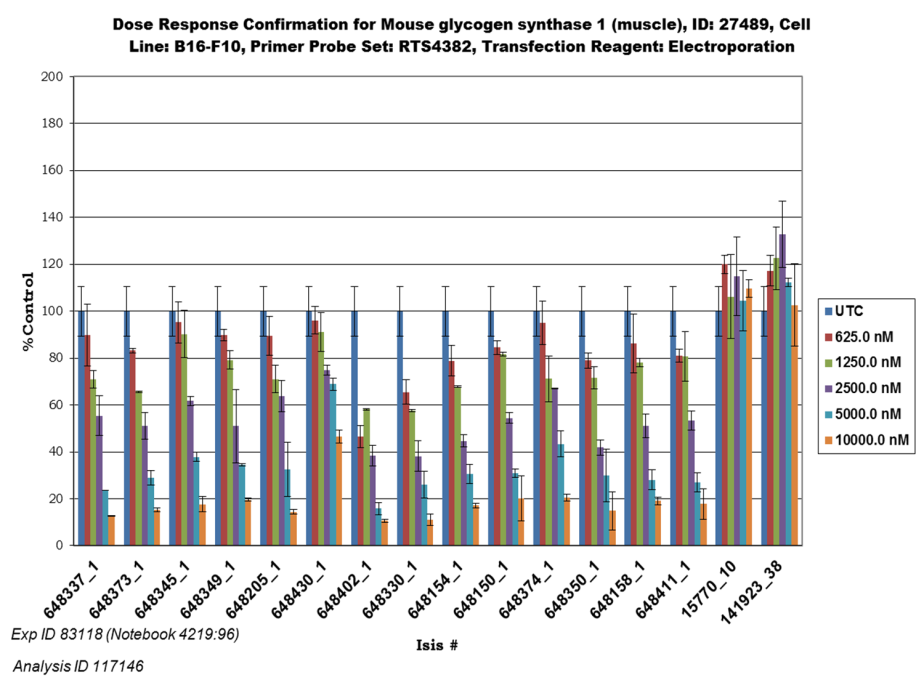 Dose Response Confirmation for Mouse glycogen synthase 1 (muscle), ID: 27489, Cell
Line: B16-F10, Primer Probe Set: RTS4382, Transfection Reagent: Electroporation
%Control
200
180
160
140
120
100
80
60
40
20
0
648337_1
648373_1
648345_1
648349_1
648205_1
648430_1
648402_1
648330_1
648154_1
648150_1
648374_1
648350_1
648158_1
648411_1
15770_10
141923_38
Isis #
UTC
625.0 nM
1250.0 nM
2500.0 nM
5000.0 nM
10000.0 nM
Exp ID 83118 (Notebook 4219:96)
Analysis ID 117146